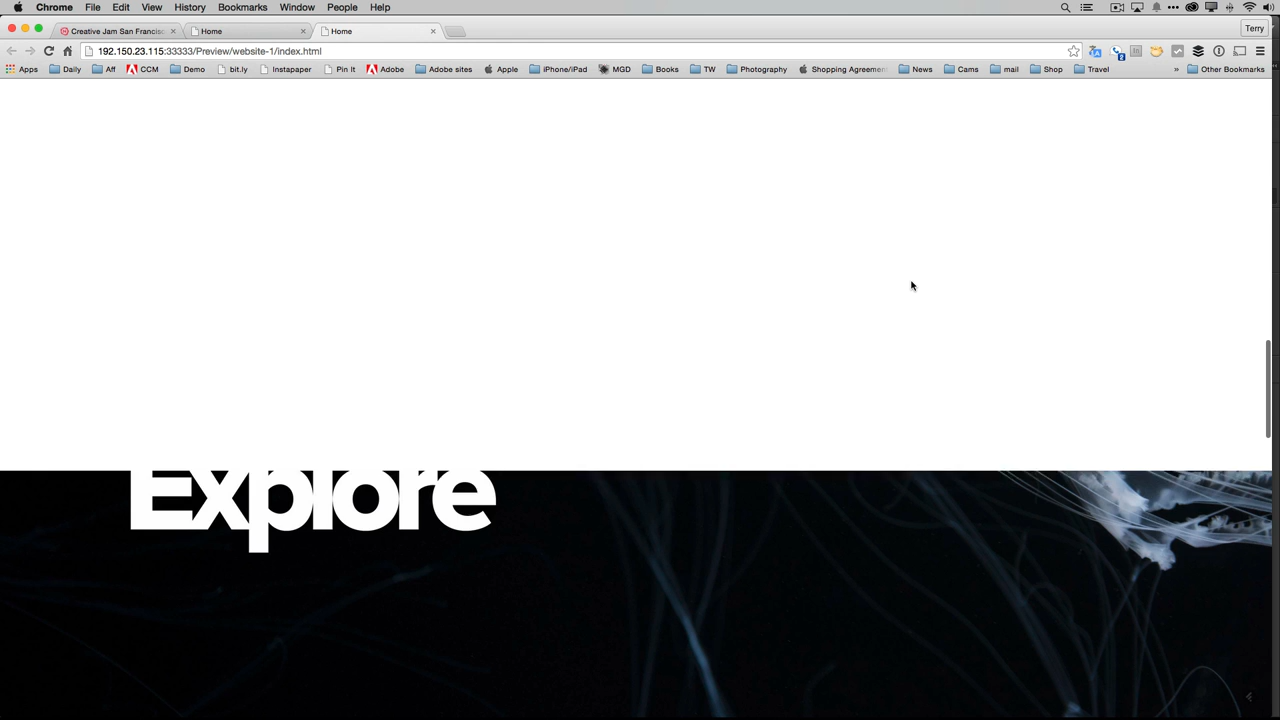 Chrome File Edit View History Bookmarks Window People Help
Creative Jam San Francisc Home Home Terry
192.150.23.115:33333/Preview/website-1/index.html
Apps Daily Aff CCM Demo bit.ly Instapaper Pin It Adobe Adobe sites Apple iPhone/iPad MGD Books TW Photography Shopping Agreemen News Cams mail Shop Travel » Other Bookmarks
Explore